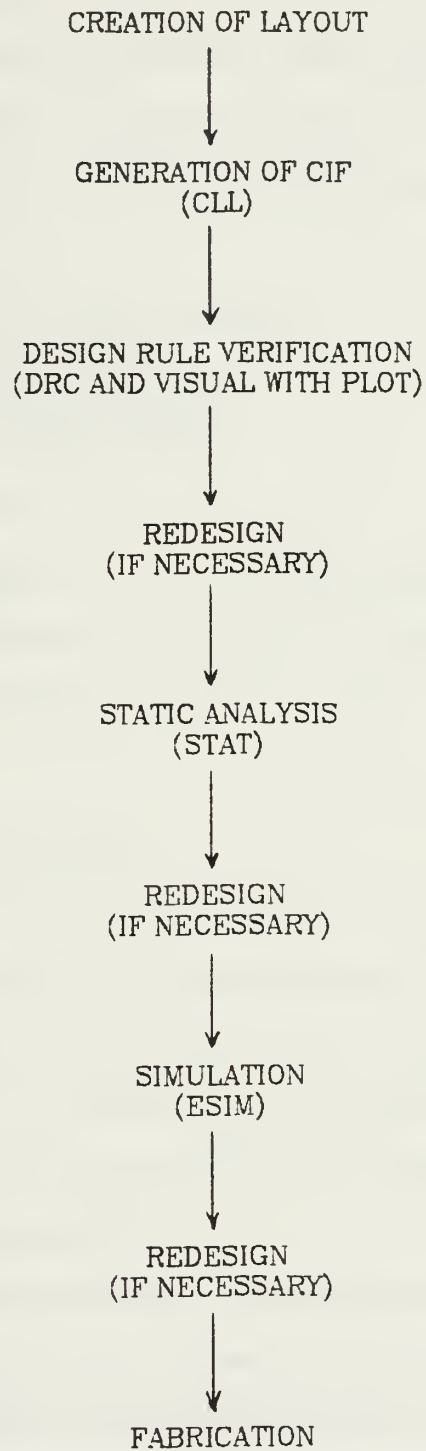 CREATION OF LAYOUT
GENERATION OF CIF
(CLL)
DESIGN RULE VERIFICATION
(DRC AND VISUAL WITH PLOT)
REDESIGN
(IF NECESSARY)
STATIC ANALYSIS
(STAT)
REDESIGN
(IF NECESSARY)
SIMULATION
(ESIM)
REDESIGN
(IF NECESSARY)
FABRICATION